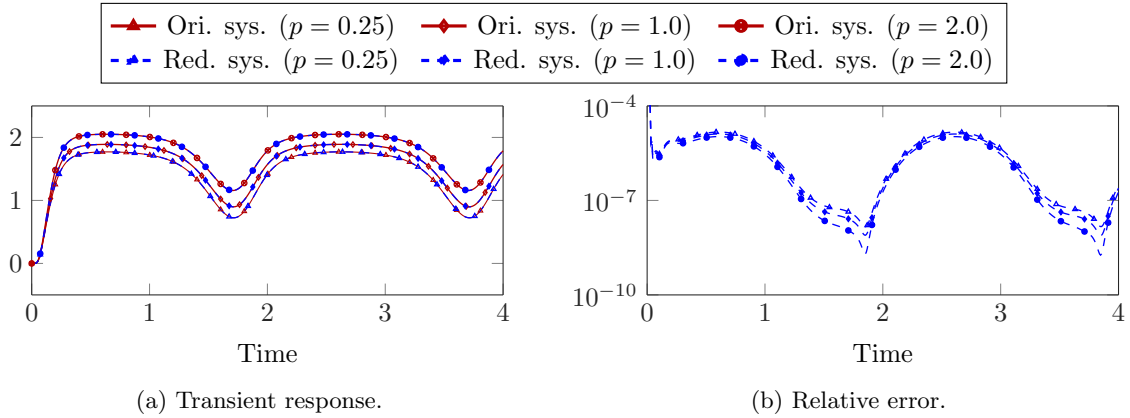 Ori. sys. (p = 0.25) Ori. sys. (p = 1.0) Ori. sys. (p = 2.0)
Red. sys. (p = 0.25) Red. sys. (p = 1.0) Red. sys. (p = 2.0)
2
1
0
0 1 2 3 4
Time
(a) Transient response.
10^{-4}
10^{-7}
10^{-10}
0 1 2 3 4
Time
(b) Relative error.